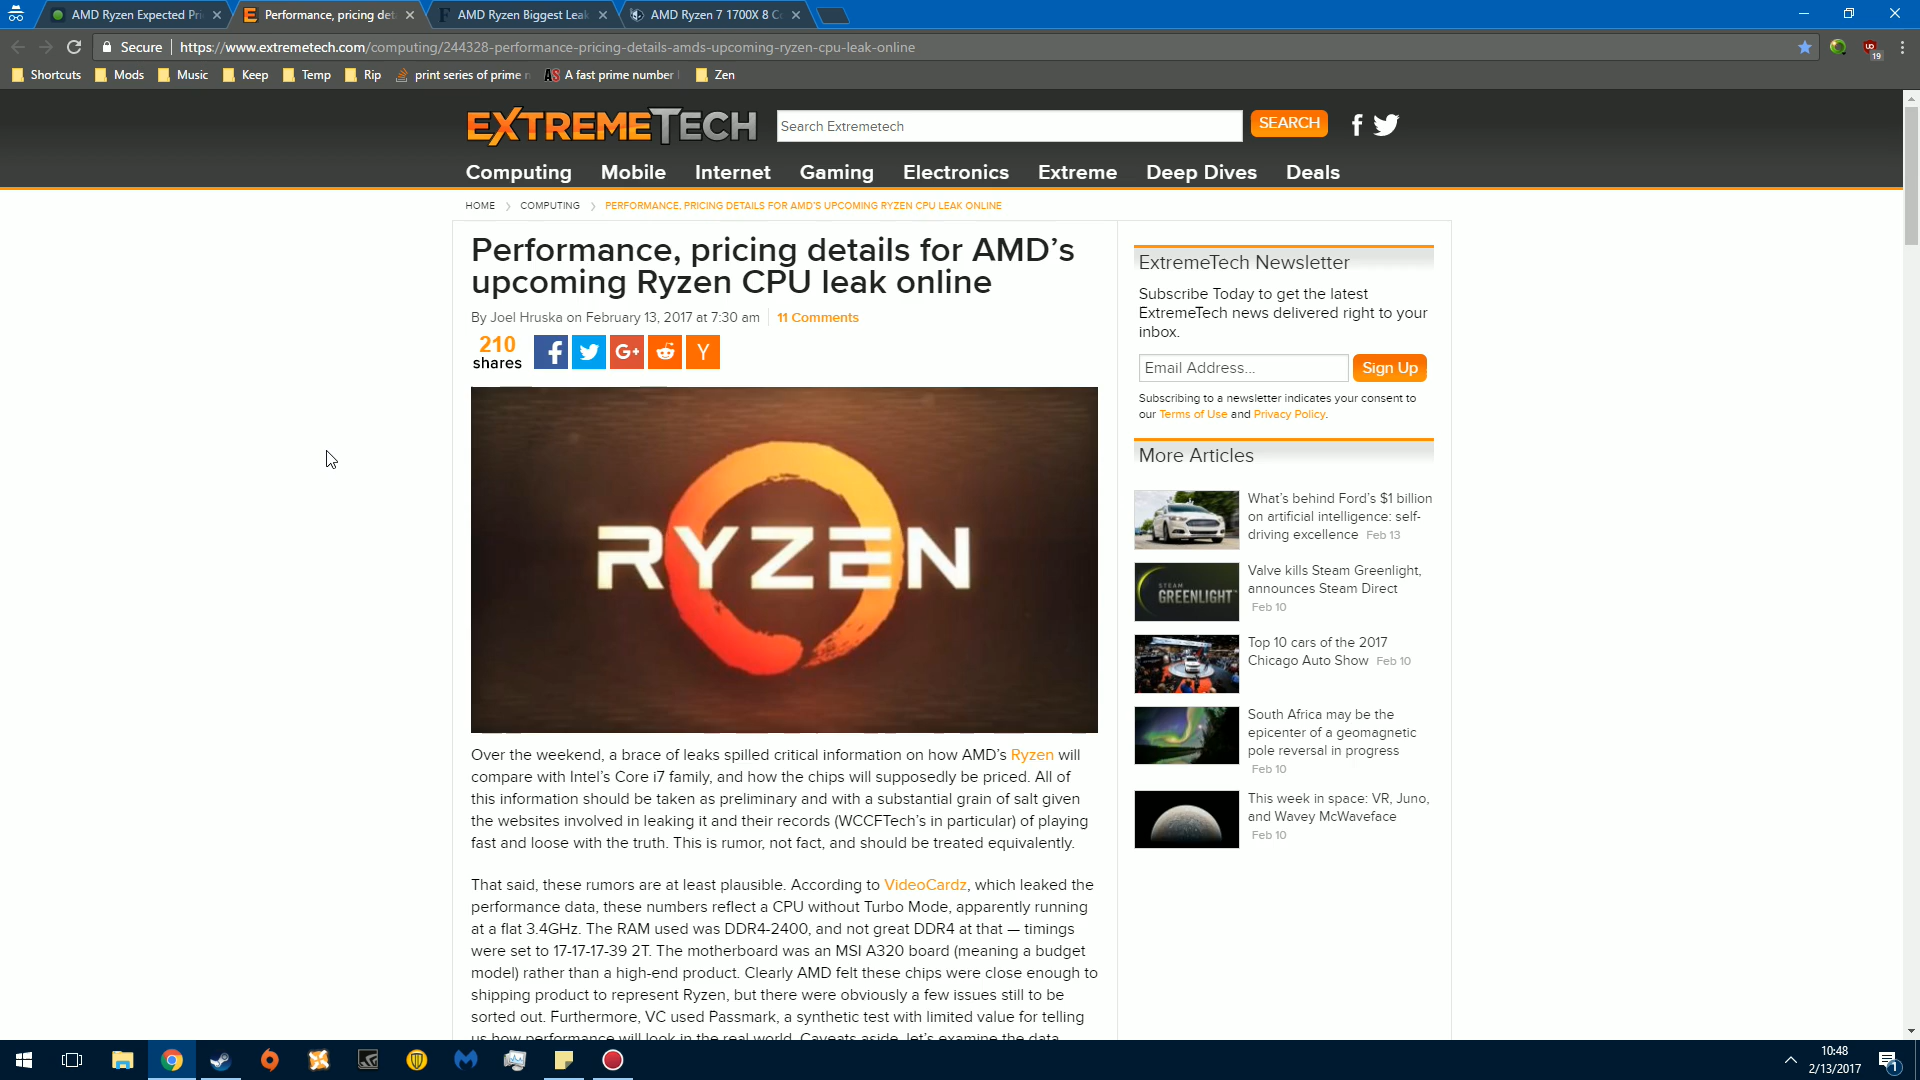 AMD Ryzen Expected Pri
Performance, pricing det
AMD Ryzen Biggest Leak
AMD Ryzen 7 1700X 8 C
Secure
https://www.extremetech.com/computing/244328-performance-pricing-details-amds-upcoming-ryzen-cpu-leak-online
19
Shortcuts
Mods
Music
Keep
Temp
Rip
print series of prime n
A fast prime number
Zen
EXTREMETECH
Search Extremetech
SEARCH
Computing
Mobile
Internet
Gaming
Electronics
Extreme
Deep Dives
Deals
HOME
COMPUTING
PERFORMANCE, PRICING DETAILS FOR AMD'S UPCOMING RYZEN CPU LEAK ONLINE
Performance, pricing details for AMD's
upcoming Ryzen CPU leak online
By Joel Hruska on February 13, 2017 at 7:30 am
11 Comments
210
shares
RYZEN
Over the weekend, a brace of leaks spilled critical information on how AMD's Ryzen will
compare with Intel's Core i7 family, and how the chips will supposedly be priced. All of
this information should be taken as preliminary and with a substantial grain of salt given
the websites involved in leaking it and their records (WCCFTech's in particular) of playing
fast and loose with the truth. This is rumor, not fact, and should be treated equivalently.
That said, these rumors are at least plausible. According to VideoCardz, which leaked the
performance data, these numbers reflect a CPU without Turbo Mode, apparently running
at a flat 3.4GHz. The RAM used was DDR4-2400, and not great DDR4 at that — timings
were set to 17-17-17-39 2T. The motherboard was an MSI A320 board (meaning a budget
model) rather than a high-end product. Clearly AMD felt these chips were close enough to
shipping product to represent Ryzen, but there were obviously a few issues still to be
sorted out. Furthermore, VC used Passmark, a synthetic test with limited value for telling
us how performance will look in the real world. Caveats aside, let's examine the data.
ExtremeTech Newsletter
Subscribe Today to get the latest
ExtremeTech news delivered right to your
inbox.
Email Address...
Sign Up
Subscribing to a newsletter indicates your consent to
our Terms of Use and Privacy Policy.
More Articles
What's behind Ford's $1 billion
on artificial intelligence: self-
driving excellence Feb 13
STEAM
GREENLIGHT
Valve kills Steam Greenlight,
announces Steam Direct
Feb 10
Top 10 cars of the 2017
Chicago Auto Show Feb 10
South Africa may be the
epicenter of a geomagnetic
pole reversal in progress
Feb 10
This week in space: VR, Juno,
and Wavey McWaveface
Feb 10
10:48
2/13/2017
1